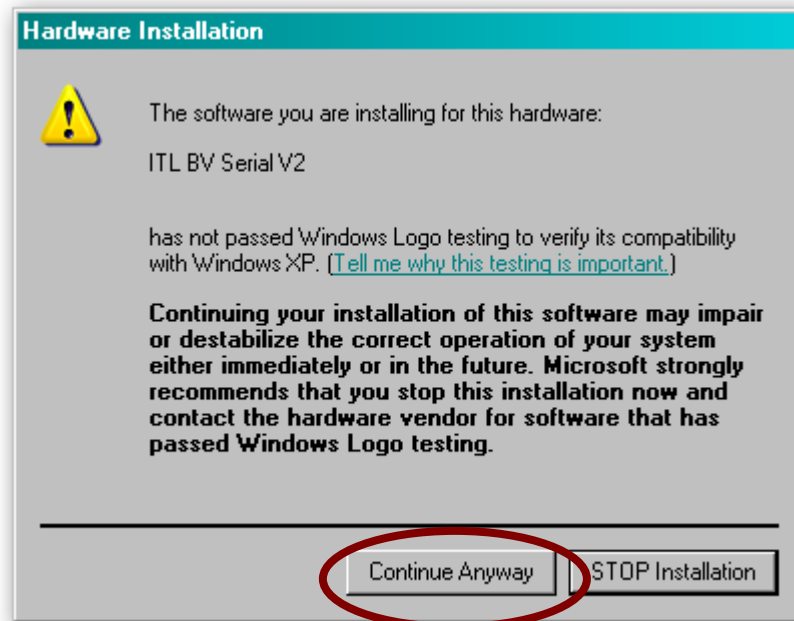 Hardware Installation
The software you are installing for this hardware:
ITL BV Serial V2
has not passed Windows Logo testing to verify its compatibility
with Windows XP. (Tell me why this testing is important.)
Continuing your installation of this software may impair
or destabilize the correct operation of your system
either immediately or in the future. Microsoft strongly
recommends that you stop this installation now and
contact the hardware vendor for software that has
passed Windows Logo testing.
Continue Anyway STOP Installation